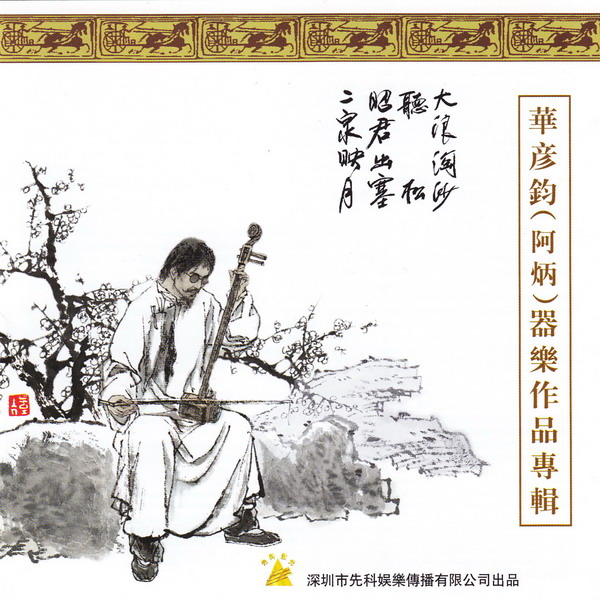 華彦鈞(阿炳)器樂作品專輯
大浪淘沙
聽松
昭君出塞
二泉映月
深圳市先科娱樂傳播有限公司出品